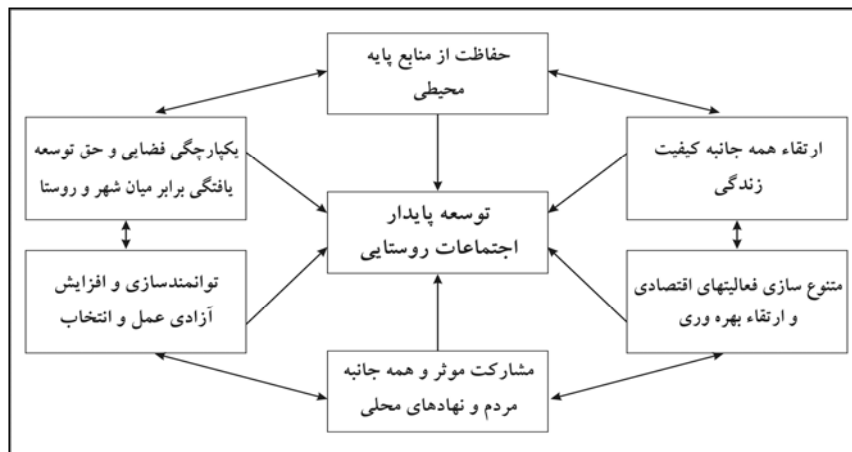 حفاظت از منابع پایه
محیطی
ارتقاء همه جانبه کیفیت
زندگی
یکپارچگی فضایی و حق توسعه
یافتگی برابر میان شهر و روستا
توسعه پایدار
اجتماعات روستایی
متنوع سازی فعالیتهای اقتصادی
و ارتقاء بهره وری
توانمندسازی و افزایش
آزادی عمل و انتخاب
مشارکت موثر و همه جانبه
مردم و نهادهای محلی